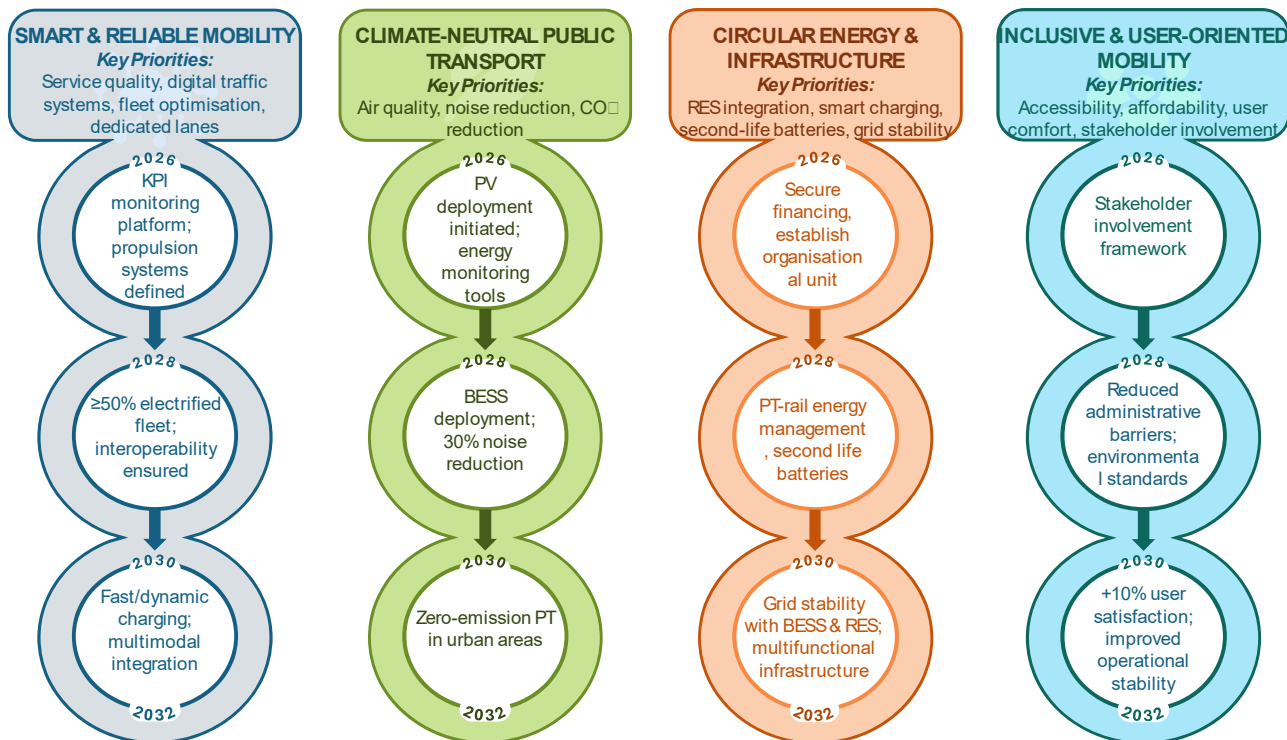 SMART & RELIABLE MOBILITY
Key Priorities:
Service quality, digital traffic
systems, fleet optimisation,
dedicated lanes
2026
KPI
monitoring
platform;
propulsion
systems
defined
2028
≥50% electrified
fleet;
interoperability
ensured
2030
Fast/dynamic
charging;
multimodal
integration
2032
CLIMATE-NEUTRAL PUBLIC
TRANSPORT
Key Priorities:
Air quality, noise reduction, CO□
reduction
2026
PV
deployment
initiated;
energy
monitoring
tools
2028
BESS
deployment;
30% noise
reduction
2030
Zero-emission PT
in urban areas
2032
CIRCULAR ENERGY &
INFRASTRUCTURE
Key Priorities:
RES integration, smart charging,
second-life batteries, grid stability
2026
Secure
financing,
establish
organisation
al unit
2028
PT-rail energy
management
, second life
batteries
2030
Grid stability
with BESS & RES;
multifunctional
infrastructure
2032
INCLUSIVE & USER-ORIENTED
MOBILITY
Key Priorities:
Accessibility, affordability, user
comfort, stakeholder involvement
2026
Stakeholder
involvement
framework
2028
Reduced
administrative
barriers;
environmenta
l standards
2030
+10% user
satisfaction;
improved
operational
stability
2032